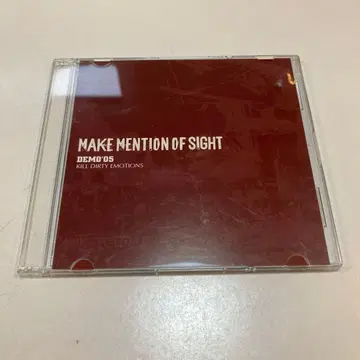 MAKE MENTION OF SIGHT
DEMO'05
KILL DIRTY EMOTIONS